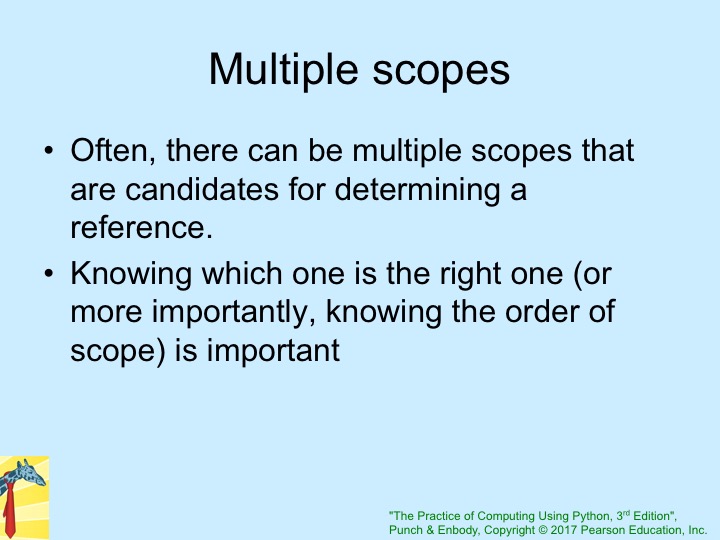 Multiple scopes
• Often, there can be multiple scopes that
are candidates for determining a
reference.
• Knowing which one is the right one (or
more importantly, knowing the order of
scope) is important
"The Practice of Computing Using Python, 3rd Edition",
Punch & Enbody, Copyright © 2017 Pearson Education, Inc.